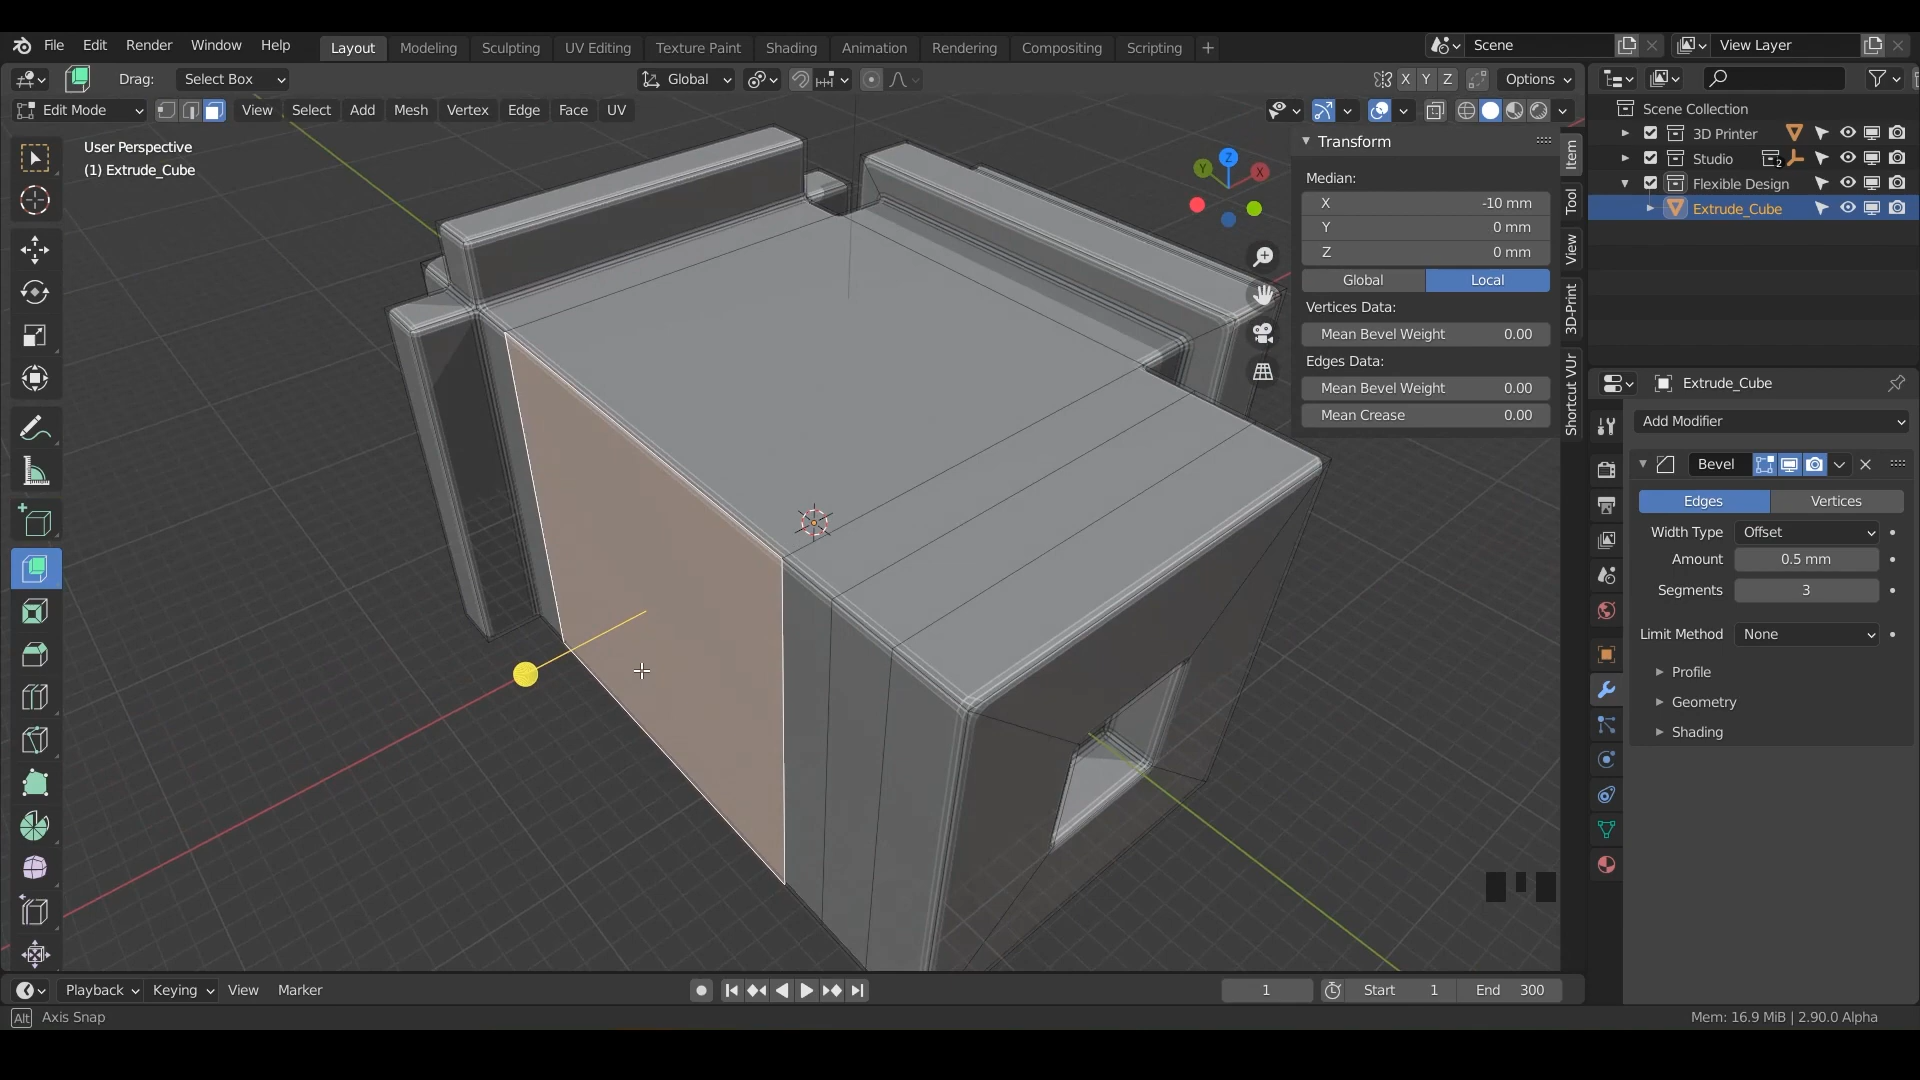 File Edit Render Window Help Layout Modeling Sculpting UV Editing Texture Paint Shading Animation Rendering Compositing Scripting + Scene View Layer
Drag: Select Box Global X Y Z Options
Edit Mode View Select Add Mesh Vertex Edge Face UV
User Perspective
(1) Extrude_Cube
Z
Y
X
Transform
Median:
X -10 mm
Y 0 mm
Z 0 mm
Global Local
Vertices Data:
Mean Bevel Weight 0.00
Edges Data:
Mean Bevel Weight 0.00
Mean Crease 0.00
Item
Tool
View
3D-Print
Shortcut VUr
Scene Collection
3D Printer
Studio 2
Flexible Design
Extrude_Cube
Extrude_Cube
Add Modifier
Bevel
Edges Vertices
Width Type Offset
Amount 0.5 mm
Segments 3
Limit Method None
Profile
Geometry
Shading
Playback Keying View Marker 1 Start 1 End 300
Alt Axis Snap Mem: 16.9 MiB | 2.90.0 Alpha